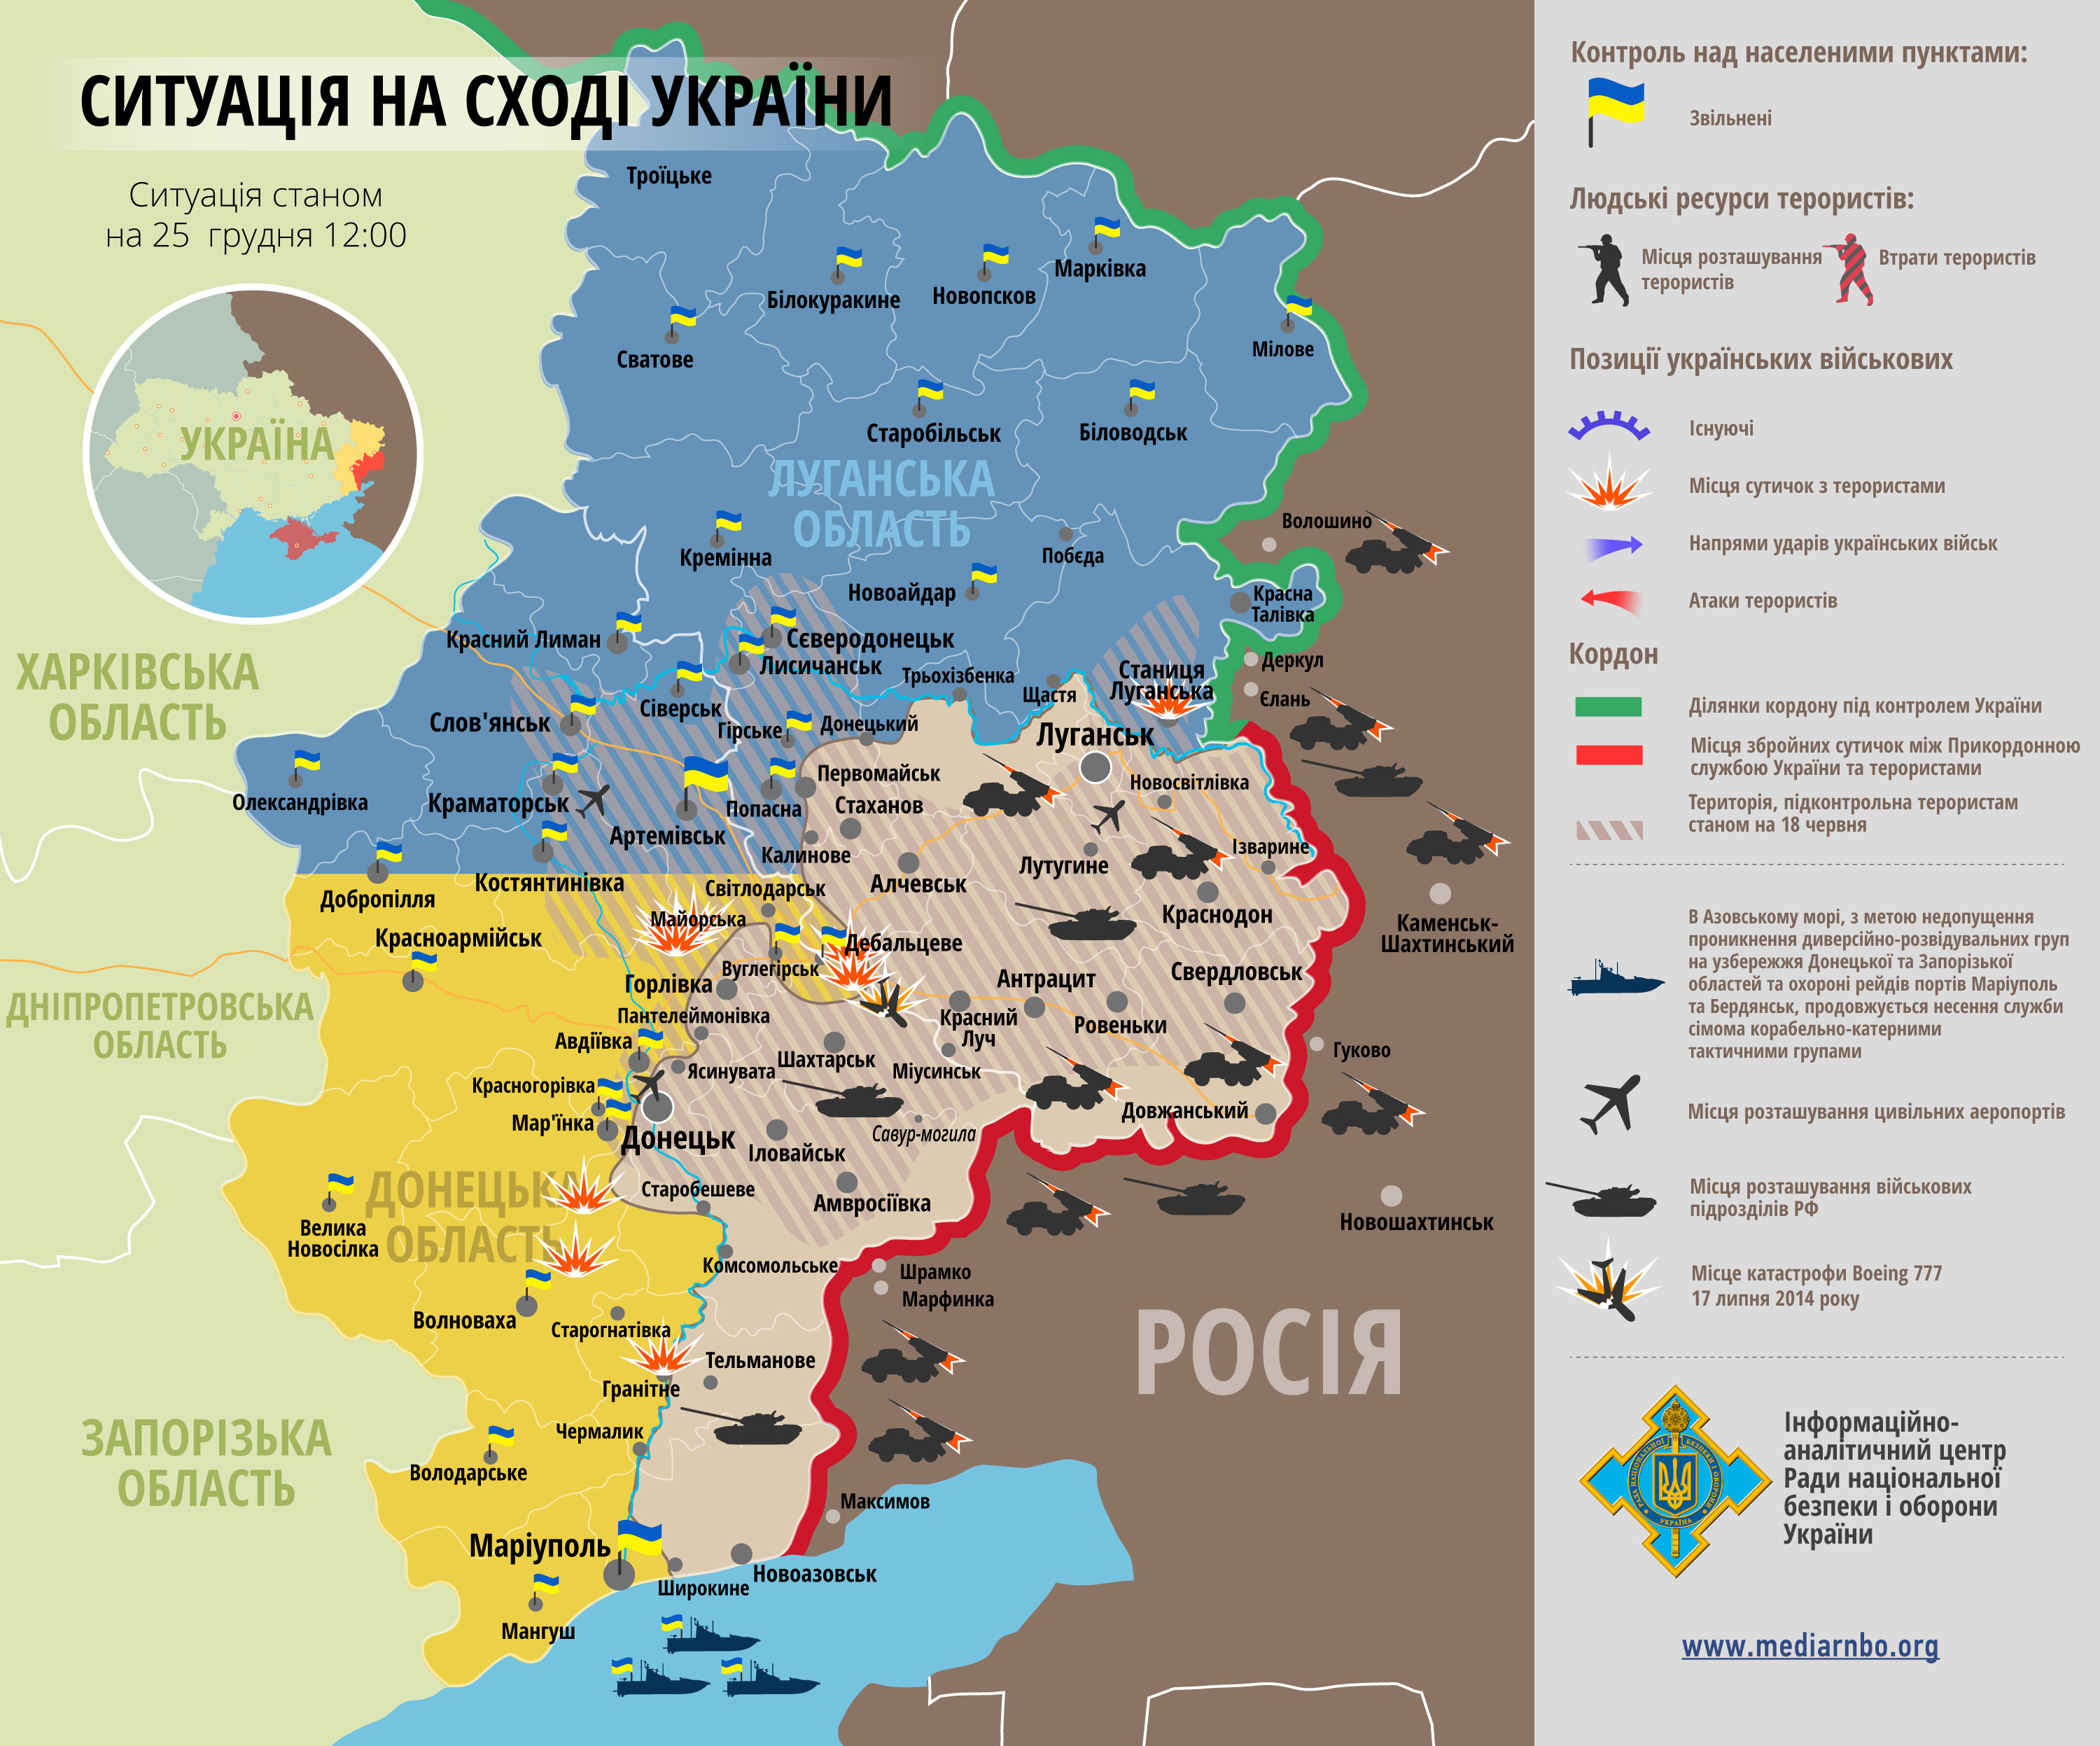 СИТУАЦІЯ НА СХОДІ УКРАЇНИ
Ситуація станом
на 25 грудня 12:00
УКРАЇНА
ХАРКІВСЬКА
ОБЛАСТЬ
ДНІПРОПЕТРОВСЬКА
ОБЛАСТЬ
ЗАПОРІЗЬКА
ОБЛАСТЬ
ЛУГАНСЬКА
ОБЛАСТЬ
ДОНЕЦЬКА
ОБЛАСТЬ
РОСІЯ
Троїцьке
Білокуракине
Новопсков
Марківка
Мілове
Сватове
Старобільськ
Біловодськ
Кремінна
Новоайдар
Побєда
Волошино
Красна
Талівка
Деркул
Єлань
Красний Лиман
Сєверодонецьк
Лисичанськ
Трьохізбенка
Щастя
Станиця
Луганська
Слов'янськ
Сіверськ
Гірське
Донецький
Луганськ
Олександрівка
Краматорськ
Артемівськ
Попасна
Первомайськ
Стаханов
Новосвітлівка
Калинове
Алчевськ
Лутугине
Ізварине
Краснодон
Каменськ-
Шахтинський
Добропілля
Костянтинівка
Світлодарськ
Майорська
Красноармійськ
Дебальцеве
Вуглегірськ
Горлівка
Антрацит
Свердловськ
Пантелеймонівка
Красний
Луч
Ровеньки
Авдіївка
Ясинувата
Шахтарськ
Міусинськ
Гуково
Красногорівка
Мар'їнка
Донецьк
Іловайськ
Савур-могила
Довжанський
Старобешеве
Амвросіївка
Новошахтинськ
Велика
Новосілка
Комсомольське
Шрамко
Марфинка
Волноваха
Старогнатівка
Тельманове
Гранітне
Чермалик
Володарське
Максимов
Маріуполь
Широкине
Новоазовськ
Мангуш
Контроль над населеними пунктами:
Звільнені
Людські ресурси терористів:
Місця розташування
терористів
Втрати терористів
Позиції українських військових
Існуючі
Місця сутичок з терористами
Напрями ударів українських військ
Атаки терористів
Кордон
Ділянки кордону під контролем України
Місця збройних сутичок між Прикордонною
службою України та терористами
Територія, підконтрольна терористам
станом на 18 червня
В Азовському морі, з метою недопущення
проникнення диверсійно-розвідувальних груп
на узбережжя Донецької та Запорізької
областей та охороні рейдів портів Маріуполь
та Бердянськ, продовжується несення служби
сімома корабельно-катерними
тактичними групами
Місця розташування цивільних аеропортів
Місця розташування військових
підрозділів РФ
Місце катастрофи Boeing 777
17 липня 2014 року
Інформаційно-
аналітичний центр
Ради національної
безпеки і оборони
України
РАДА НАЦІОНАЛЬНОЇ БЕЗПЕКИ І ОБОРОНИ
УКРАЇНА
www.mediarnbo.org